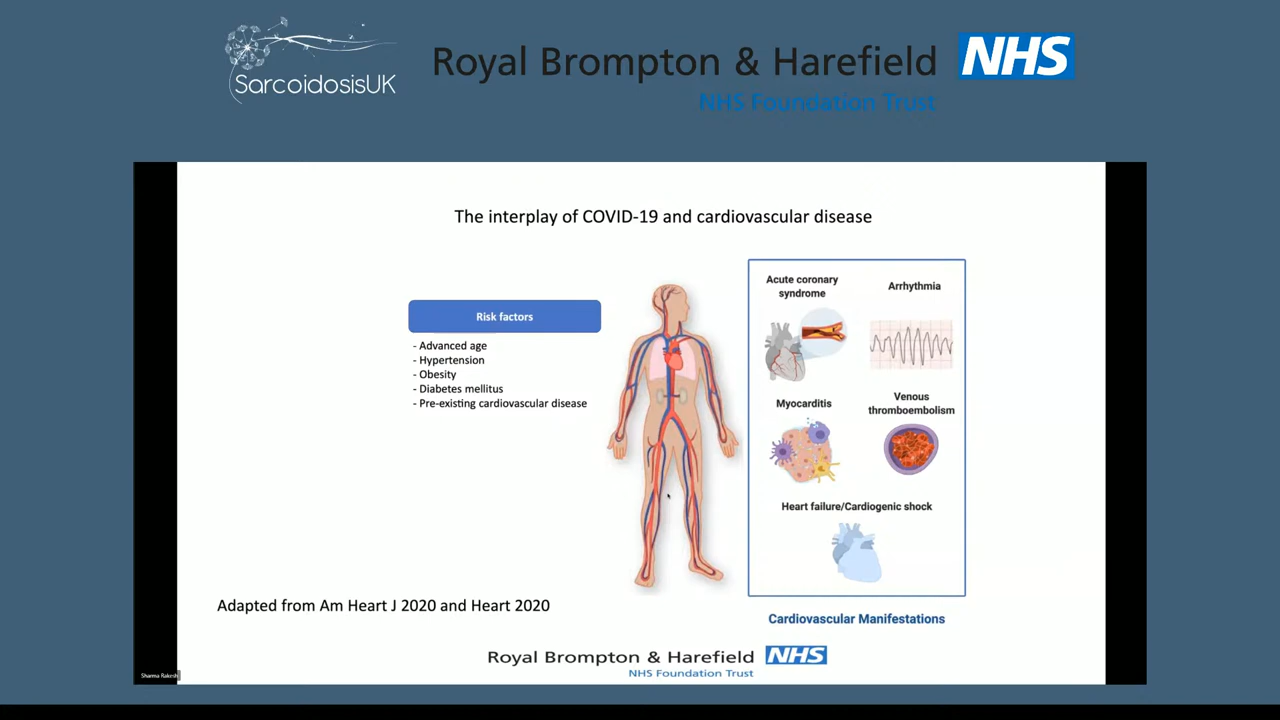 SarcoidosisUK
Royal Brompton & Harefield NHS
NHS Foundation Trust
The interplay of COVID-19 and cardiovascular disease
Risk factors
- Advanced age
- Hypertension
- Obesity
- Diabetes mellitus
- Pre-existing cardiovascular disease
Acute coronary
syndrome
Arrhythmia
Myocarditis
Venous
thromboembolism
Heart failure/Cardiogenic shock
Cardiovascular Manifestations
Adapted from Am Heart J 2020 and Heart 2020
Royal Brompton & Harefield NHS
NHS Foundation Trust
Sharma Rakesh